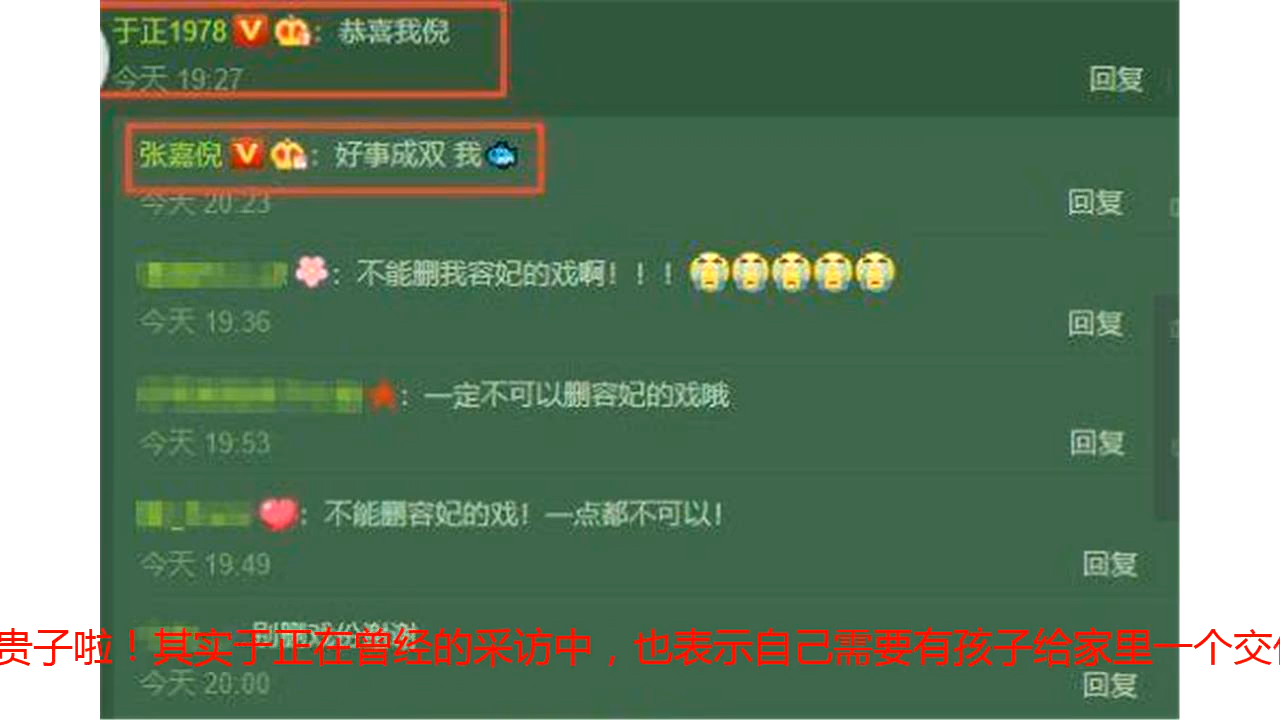 于正1978 V : 恭喜我倪
今天 19:27
回复
张嘉倪 V : 好事成双 我
今天 20:23
回复
: 不能删我容妃的戏啊！！！
今天 19:36
回复
: 一定不可以删容妃的戏哦
今天 19:53
回复
: 不能删容妃的戏！一点都不可以！
今天 19:49
回复
别删戏份谢谢
贵子啦！其实于正在曾经的采访中，也表示自己需要有孩子给家里一个交
今天 20:00
回复